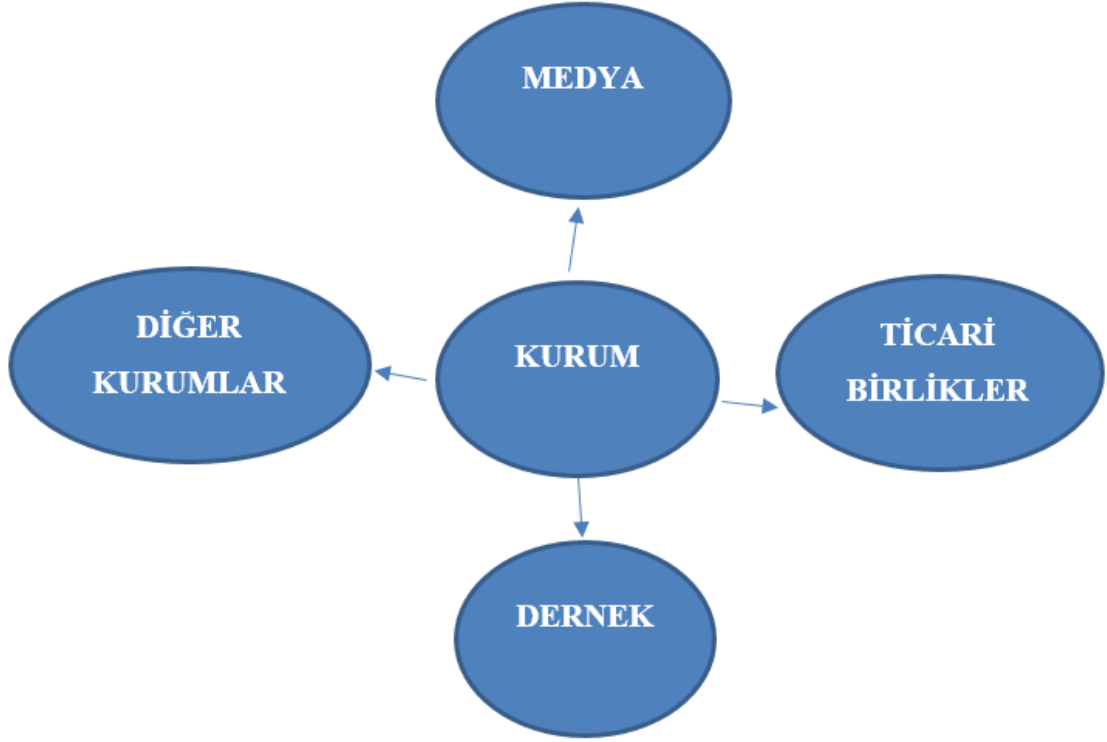 MEDYA
DİĞER
KURUMLAR
KURUM
TİCARİ
BİRLİKLER
DERNEK